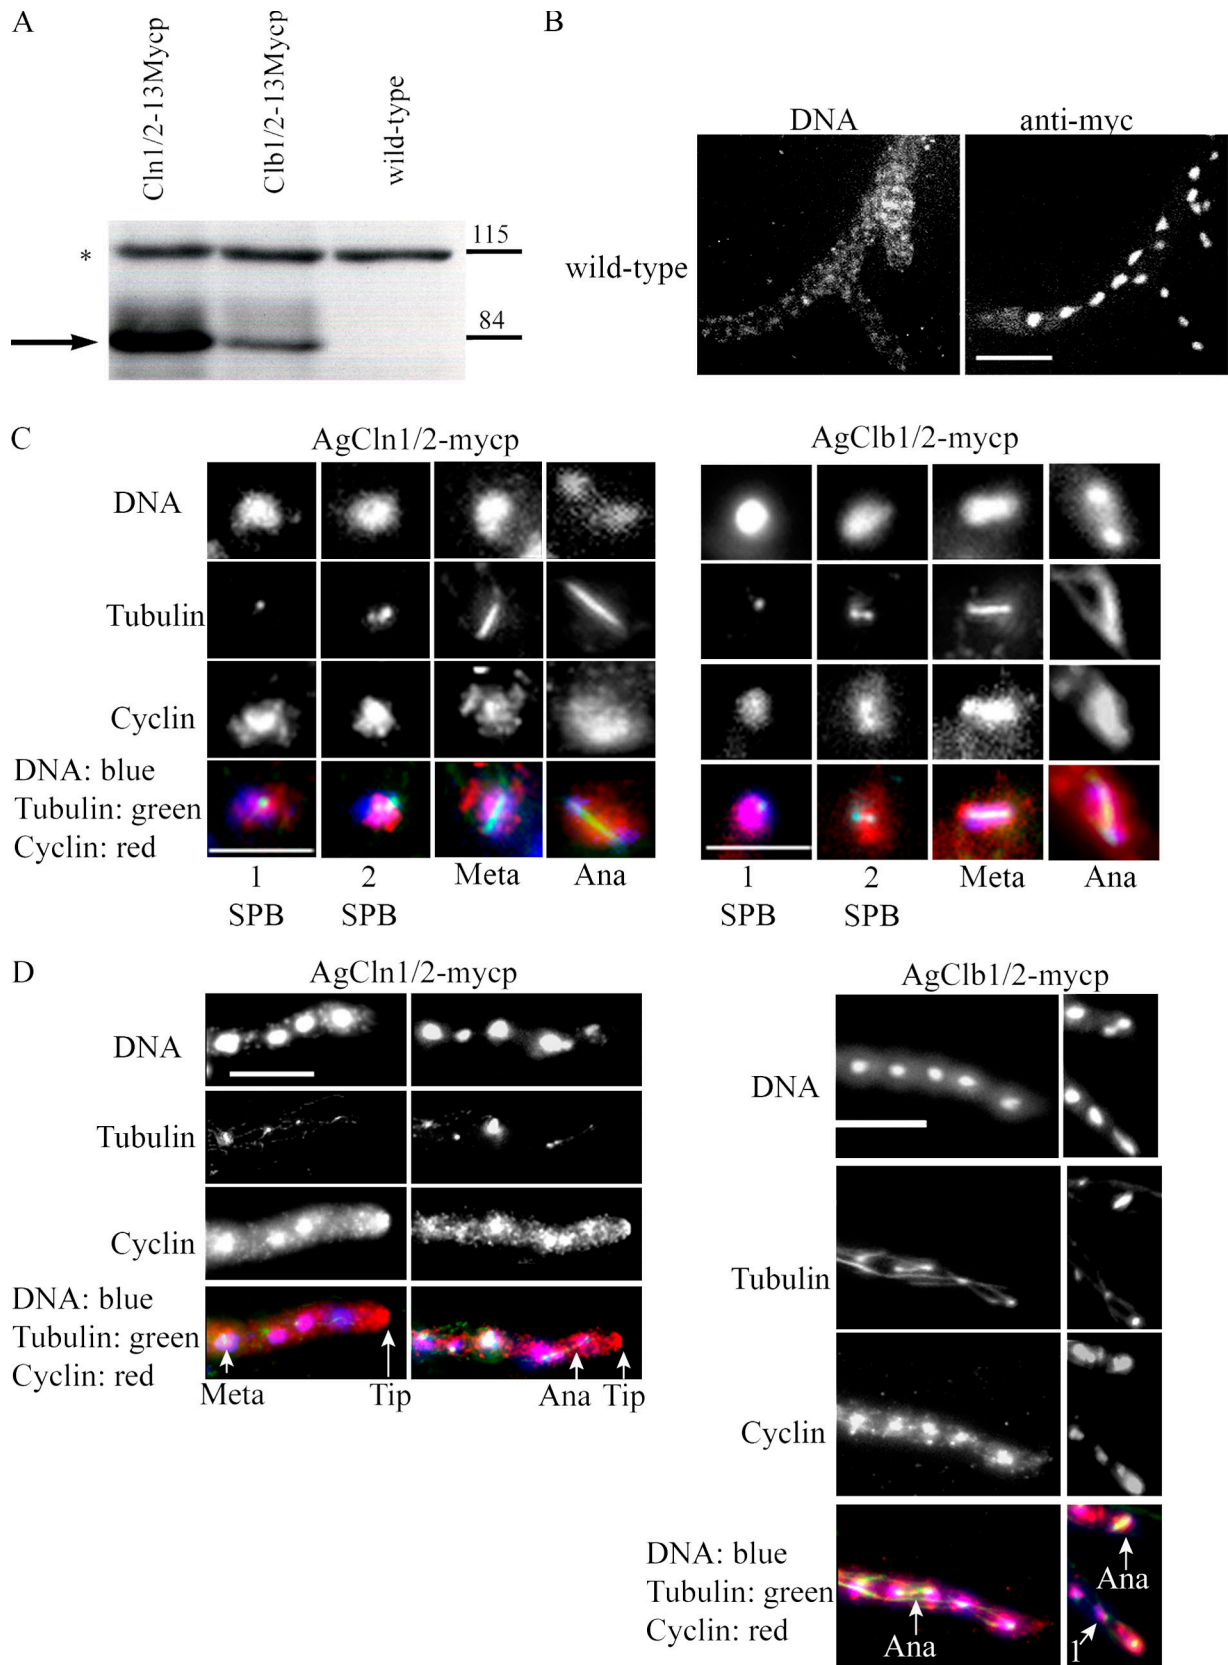 A
Cln1/2-13Mycp
Clb1/2-13Mycp
wild-type
*
115
84
B
DNA
anti-myc
wild-type
C
AgCln1/2-mycp
AgClb1/2-mycp
DNA
Tubulin
Cyclin
DNA: blue
Tubulin: green
Cyclin: red
1 SPB
2 SPB
Meta
Ana
1 SPB
2 SPB
Meta
Ana
D
AgCln1/2-mycp
DNA
Tubulin
Cyclin
DNA: blue
Tubulin: green
Cyclin: red
Meta
Tip
Ana
Tip
AgClb1/2-mycp
DNA
Tubulin
Cyclin
DNA: blue
Tubulin: green
Cyclin: red
Ana
Ana
1